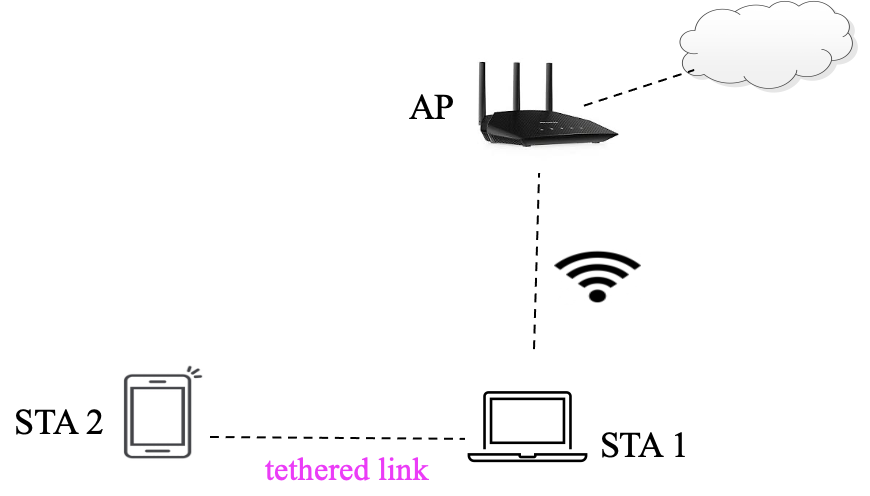 AP
STA 2
STA 1
tethered link